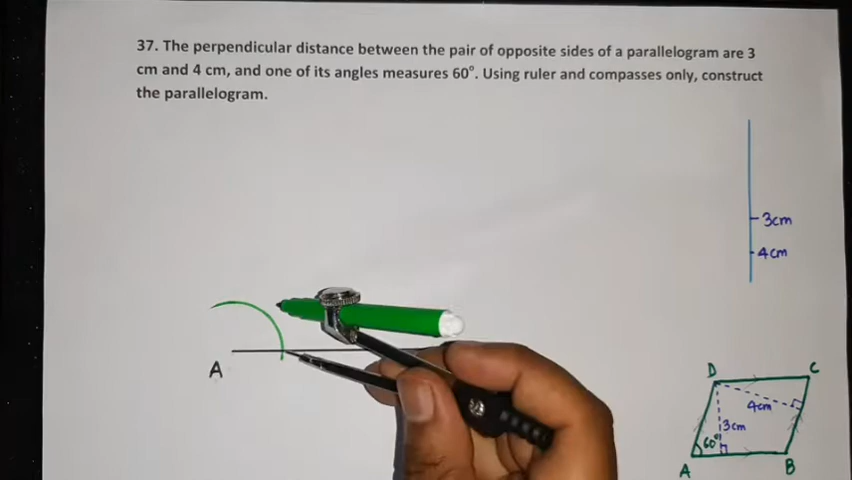 37. The perpendicular distance between the pair of opposite sides of a parallelogram are 3
cm and 4 cm, and one of its angles measures 60°. Using ruler and compasses only, construct
the parallelogram.
3cm
4cm
A
D
C
4cm
3cm
60°
A
B